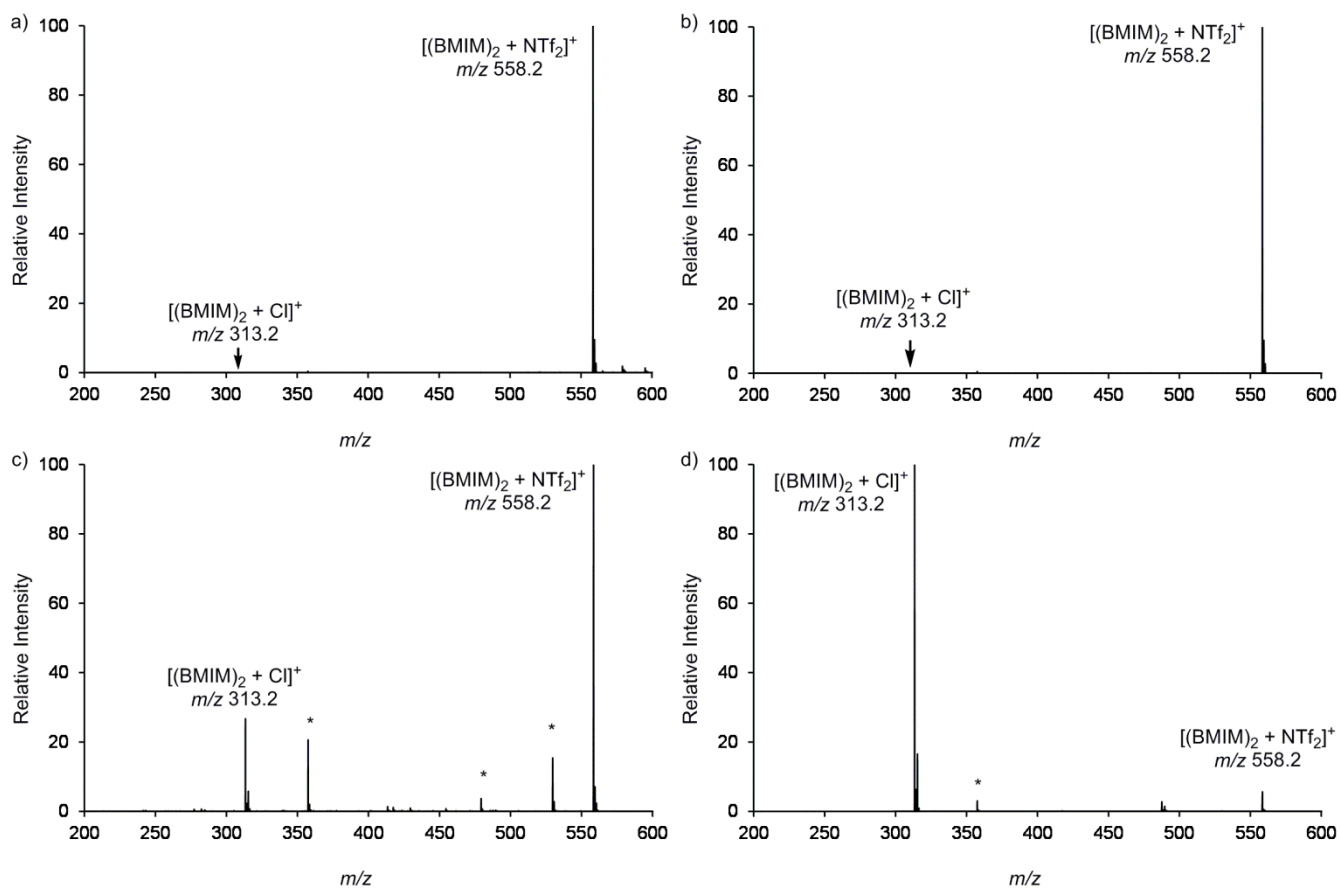 a)
100
80
60
40
20
0
Relative Intensity
[(BMIM)₂ + NTf₂]⁺
m/z 558.2
[(BMIM)₂ + Cl]⁺
m/z 313.2
200 250 300 350 400 450 500 550 600
m/z
b)
100
80
60
40
20
0
Relative Intensity
[(BMIM)₂ + NTf₂]⁺
m/z 558.2
[(BMIM)₂ + Cl]⁺
m/z 313.2
200 250 300 350 400 450 500 550 600
m/z
c)
100
80
60
40
20
0
Relative Intensity
[(BMIM)₂ + NTf₂]⁺
m/z 558.2
[(BMIM)₂ + Cl]⁺
m/z 313.2
*
*
*
200 250 300 350 400 450 500 550 600
m/z
d)
100
80
60
40
20
0
Relative Intensity
[(BMIM)₂ + Cl]⁺
m/z 313.2
[(BMIM)₂ + NTf₂]⁺
m/z 558.2
*
200 250 300 350 400 450 500 550 600
m/z